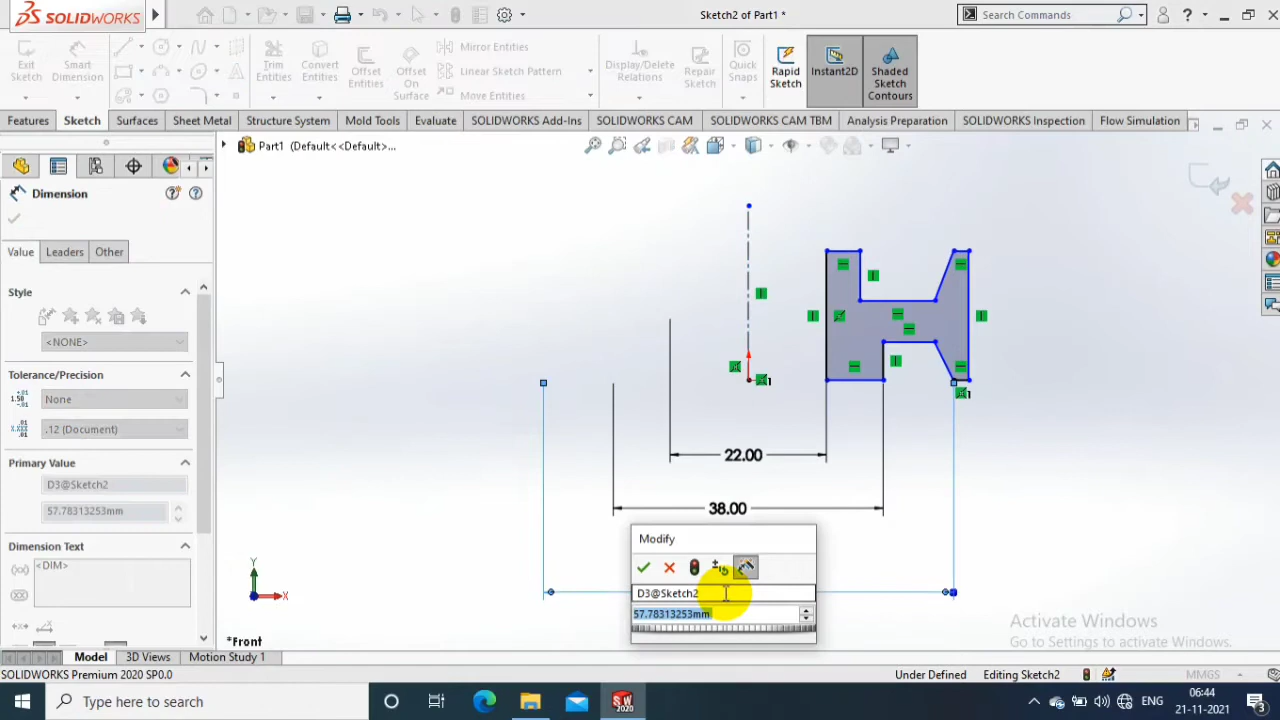 SOLIDWORKS
Sketch2 of Part1 *
Search Commands
Exit Sketch
Smart Dimension
Trim Entities
Convert Entities
Offset Entities
Offset On Surface
Mirror Entities
Linear Sketch Pattern
Move Entities
Display/Delete Relations
Repair Sketch
Quick Snaps
Rapid Sketch
Instant2D
Shaded Sketch Contours
Features
Sketch
Surfaces
Sheet Metal
Structure System
Mold Tools
Evaluate
SOLIDWORKS Add-Ins
SOLIDWORKS CAM
SOLIDWORKS CAM TBM
Analysis Preparation
SOLIDWORKS Inspection
Flow Simulation
Part1 (Default<<Default>...
Dimension
Value
Leaders
Other
Style
<NONE>
Tolerance/Precision
None
.12 (Document)
Primary Value
D3@Sketch2
57.78313253mm
Dimension Text
<DIM>
22.00
38.00
Modify
D3@Sketch2
57.78313253mm
Y
X
*Front
Activate Windows
Go to Settings to activate Windows.
Model
3D Views
Motion Study 1
SOLIDWORKS Premium 2020 SP0.0
Under Defined
Editing Sketch2
MMGS
Type here to search
SW
2020
ENG
06:44
21-11-2021
3